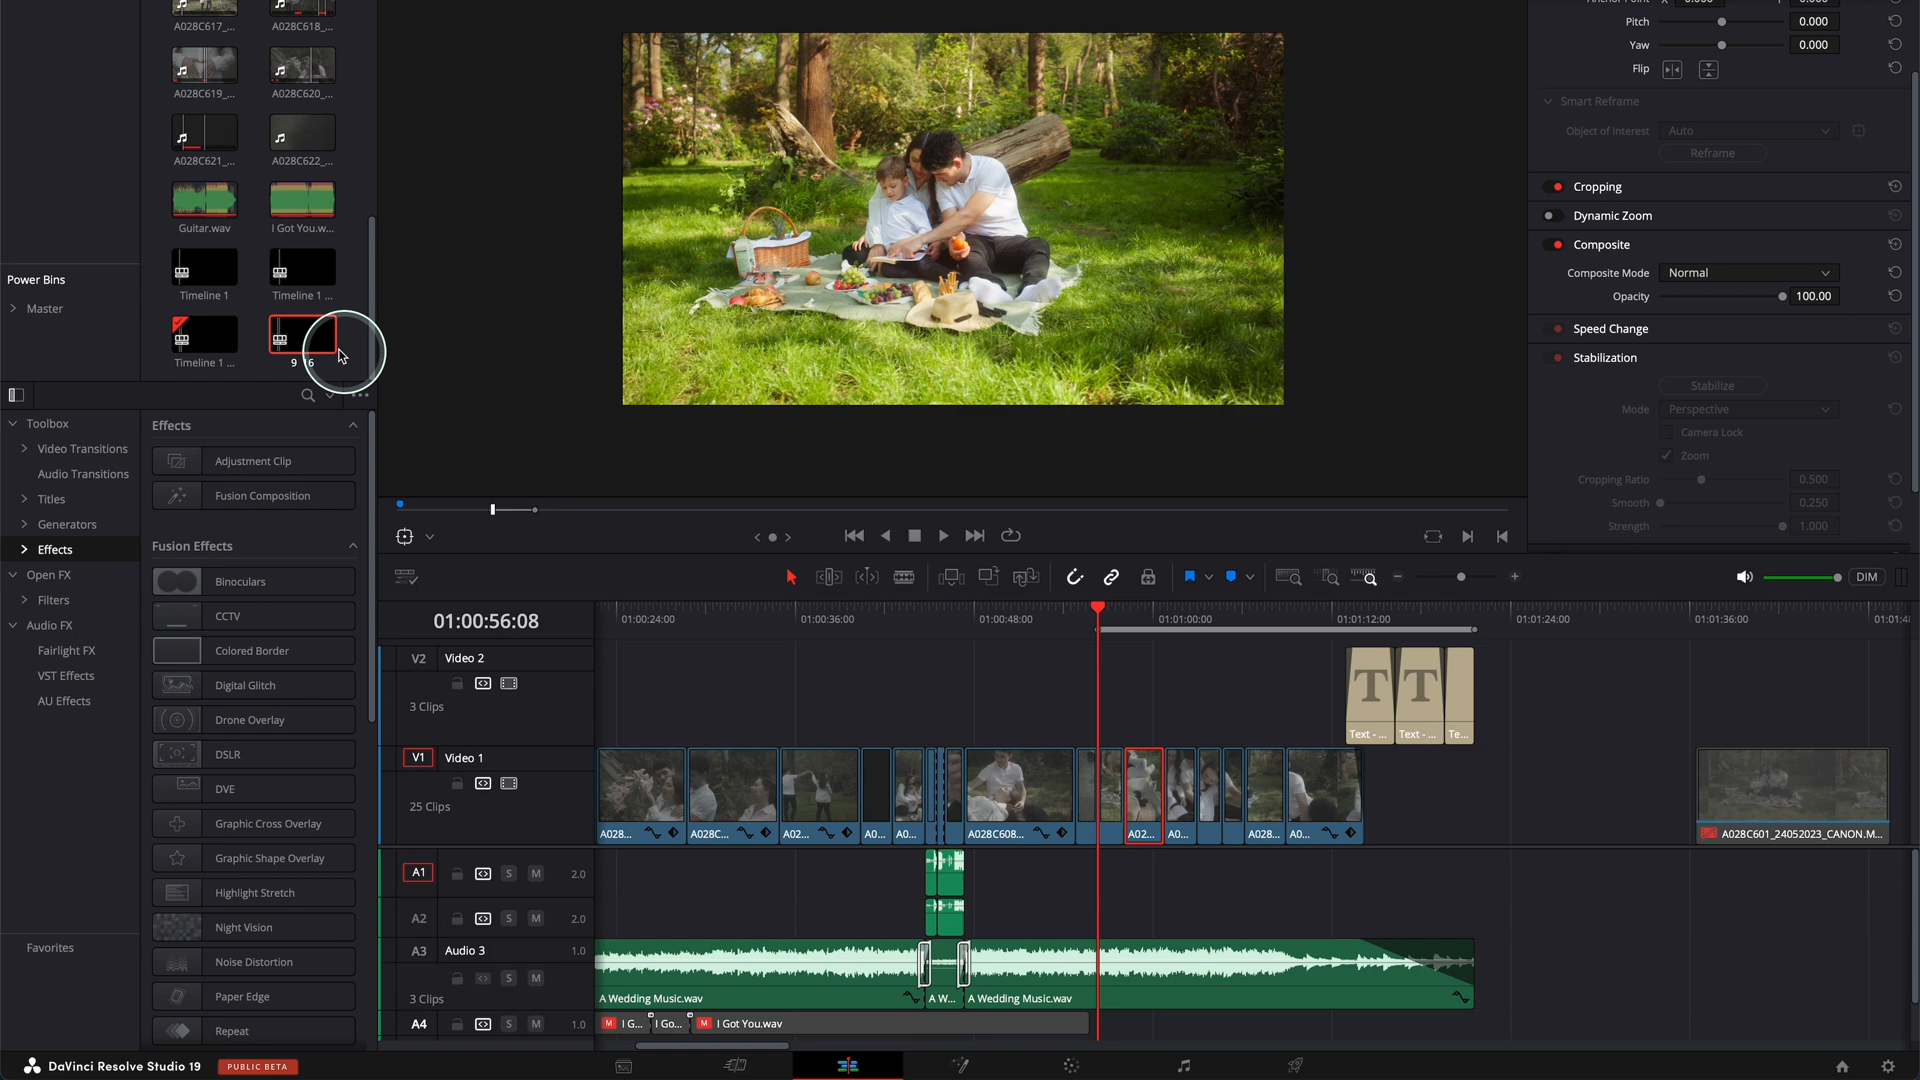 A028C617_...
A028C618_...
A028C619_...
A028C620_...
A028C621_...
A028C622_...
Guitar.wav
I Got You.w...
Timeline 1
Timeline 1 ...
Timeline 1 ...
Power Bins
Master
Toolbox
Video Transitions
Audio Transitions
Titles
Generators
Effects
Open FX
Filters
Audio FX
Fairlight FX
VST Effects
AU Effects
Favorites
Effects
Adjustment Clip
Fusion Composition
Fusion Effects
Binoculars
CCTV
Colored Border
Digital Glitch
Drone Overlay
DSLR
DVE
Graphic Cross Overlay
Graphic Shape Overlay
Highlight Stretch
Night Vision
Noise Distortion
Paper Edge
Repeat
Pitch 0.000
Yaw 0.000
Flip
Smart Reframe
Object of Interest Auto
Reframe
Cropping
Dynamic Zoom
Composite
Composite Mode Normal
Opacity 100.00
Speed Change
Stabilization
Stabilize
Mode Perspective
Camera Lock
Zoom
Cropping Ratio 0.500
Smooth 0.250
Strength 1.000
DIM
01:00:56:08
01:00:24:00
01:00:36:00
01:00:48:00
01:01:00:00
01:01:12:00
01:01:24:00
01:01:36:00
V2 Video 2
3 Clips
T T
Text - ... Text - ... Te...
V1 Video 1
25 Clips
A028... A028C... A02... A0... A0... A028C608... A02... A0... A028... A0... A028C601_24052023_CANON.M...
A1 S M 2.0
A2 S M 2.0
A3 Audio 3 1.0
S M
3 Clips
A Wedding Music.wav A W... A Wedding Music.wav
A4 S M 1.0
M I G... I Go... M I Got You.wav
DaVinci Resolve Studio 19 PUBLIC BETA